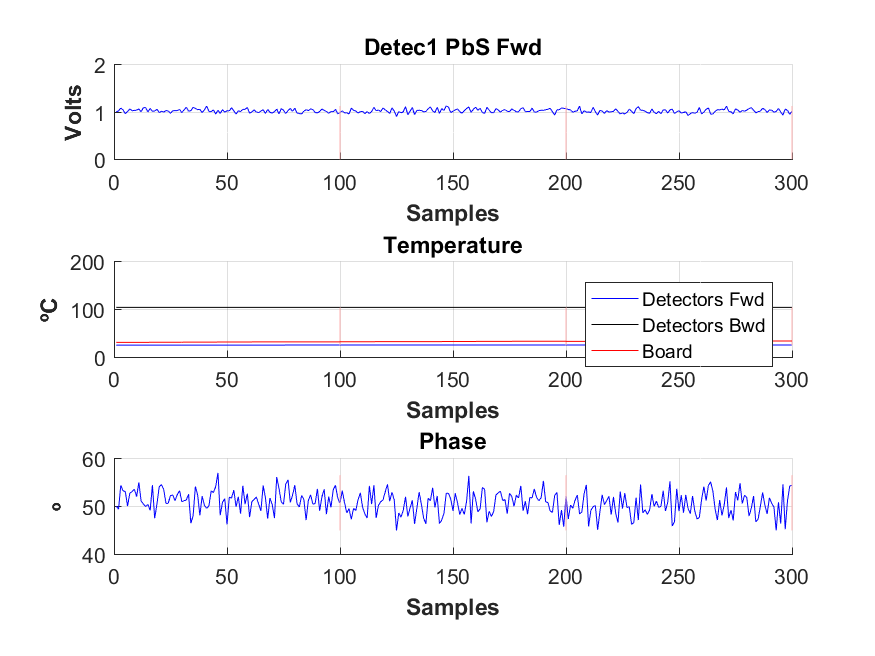 Detec1 PbS Fwd
Volts
2
1
0
0 50 100 150 200 250 300
Samples
Temperature
ºC
200
100
0
Detectors Fwd
Detectors Bwd
Board
0 50 100 150 200 250 300
Samples
Phase
º
60
50
40
0 50 100 150 200 250 300
Samples